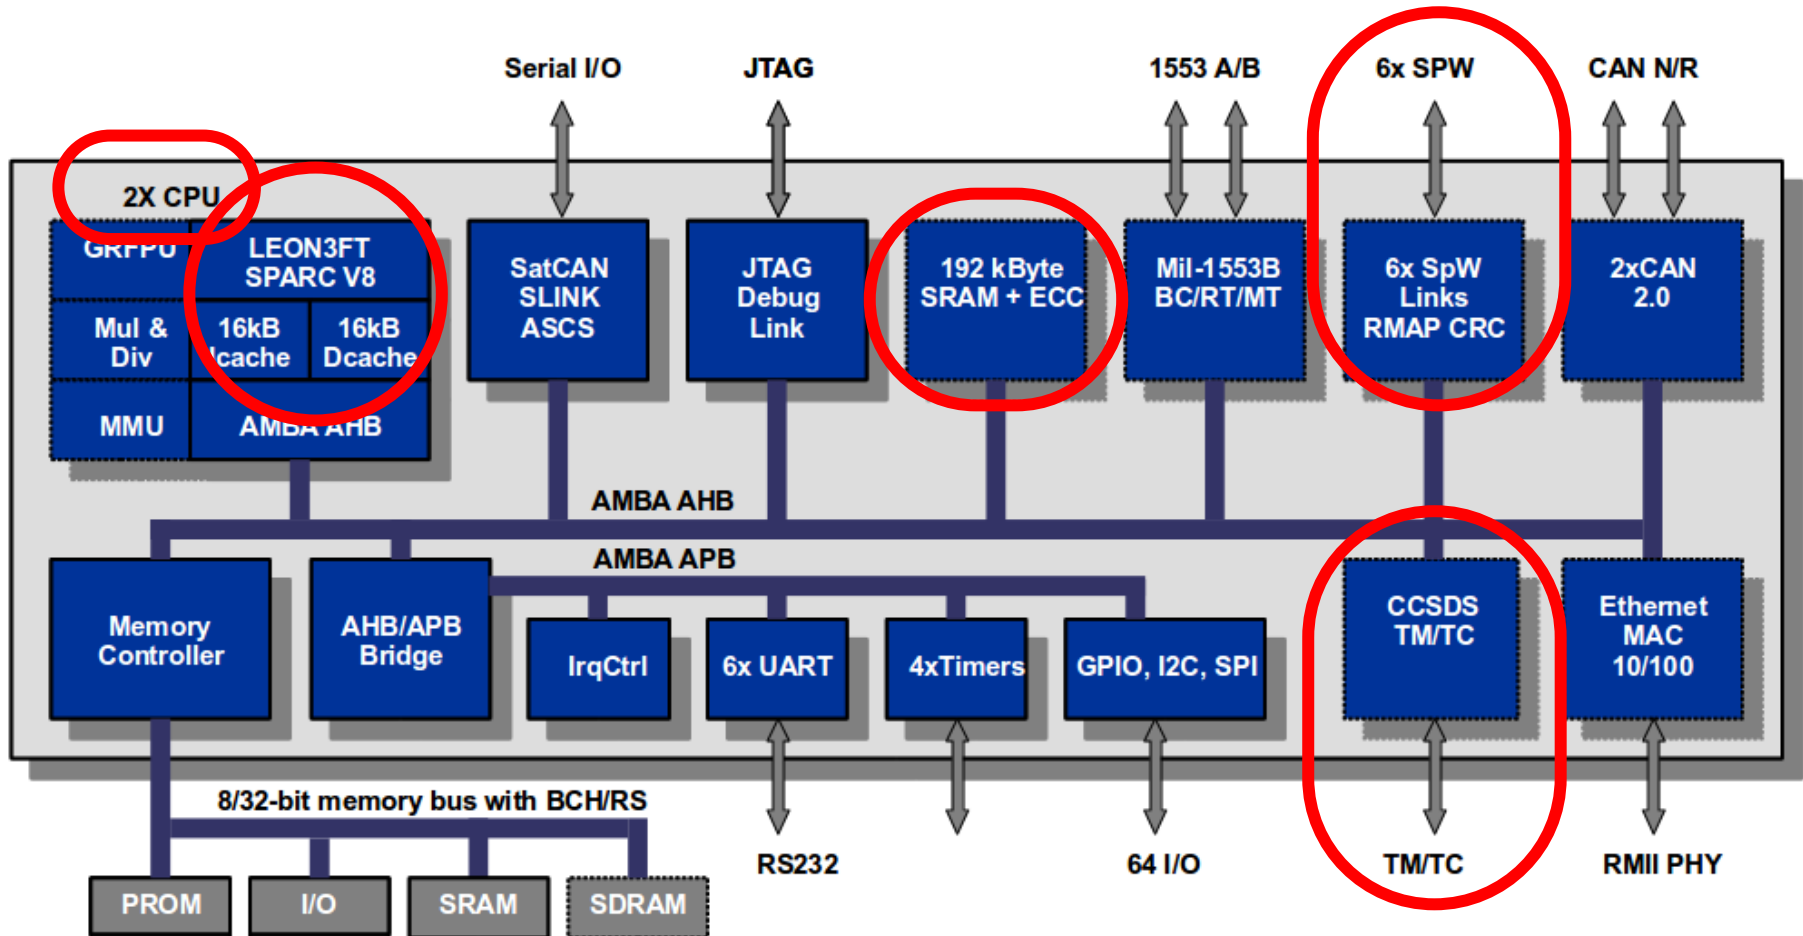 Serial I/O
JTAG
1553 A/B
6x SPW
CAN N/R
2X CPU
GRFPU
LEON3FT
SPARC V8
Mul &
Div
16kB
Icache
16kB
Dcache
MMU
AMBA AHB
SatCAN
SLINK
ASCS
JTAG
Debug
Link
192 kByte
SRAM + ECC
Mil-1553B
BC/RT/MT
6x SpW
Links
RMAP CRC
2xCAN
2.0
AMBA AHB
AMBA APB
Memory
Controller
AHB/APB
Bridge
IrqCtrl
6x UART
4xTimers
GPIO, I2C, SPI
CCSDS
TM/TC
Ethernet
MAC
10/100
8/32-bit memory bus with BCH/RS
RS232
64 I/O
TM/TC
RMII PHY
PROM
I/O
SRAM
SDRAM